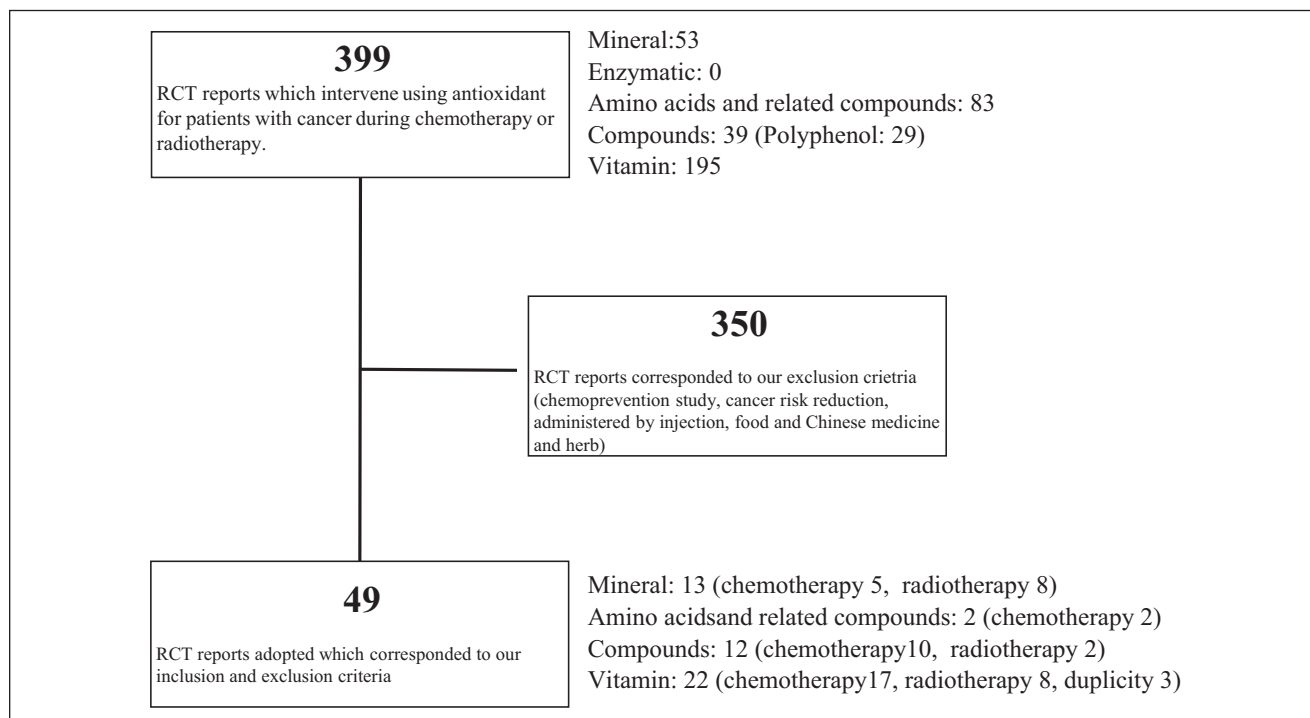 399
RCT reports which intervene using antioxidant
for patients with cancer during chemotherapy or
radiotherapy.
Mineral:53
Enzymatic: 0
Amino acids and related compounds: 83
Compounds: 39 (Polyphenol: 29)
Vitamin: 195
350
RCT reports corresponded to our exclusion crietria
(chemoprevention study, cancer risk reduction,
administered by injection, food and Chinese medicine
and herb)
49
RCT reports adopted which corresponded to our
inclusion and exclusion criteria
Mineral: 13 (chemotherapy 5, radiotherapy 8)
Amino acidsand related compounds: 2 (chemotherapy 2)
Compounds: 12 (chemotherapy10, radiotherapy 2)
Vitamin: 22 (chemotherapy17, radiotherapy 8, duplicity 3)